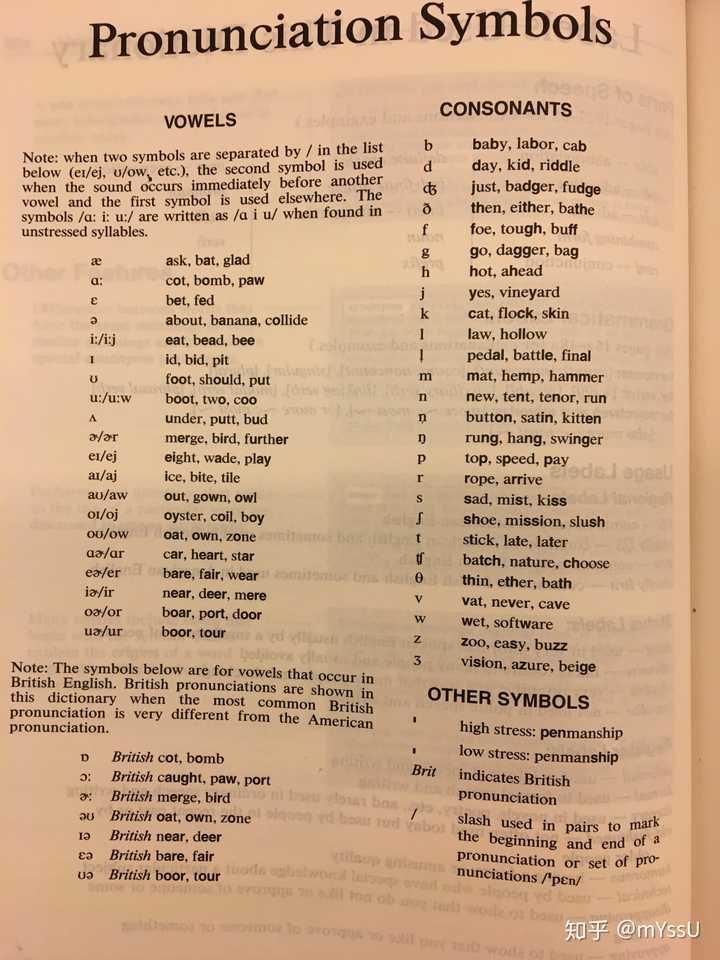 Pronunciation Symbols
VOWELS
Note: when two symbols are separated by / in the list
below (eɪ/ej, ʊ/ow, etc.), the second symbol is used
when the sound occurs immediately before another
vowel and the first symbol is used elsewhere. The
symbols /ɑ: i: u:/ are written as /ɑ i u/ when found in
unstressed syllables.
æ ask, bat, glad
ɑ: cot, bomb, paw
ɛ bet, fed
ə about, banana, collide
i:/i:j eat, bead, bee
ɪ id, bid, pit
ʊ foot, should, put
u:/u:w boot, two, coo
ʌ under, putt, bud
ɚ/ɚr merge, bird, further
eɪ/ej eight, wade, play
aɪ/aj ice, bite, tile
aʊ/aw out, gown, owl
oɪ/oj oyster, coil, boy
oʊ/ow oat, own, zone
ɑɚ/ɑr car, heart, star
eɚ/er bare, fair, wear
iɚ/ir near, deer, mere
oɚ/or boar, port, door
uɚ/ur boor, tour
Note: The symbols below are for vowels that occur in
British English. British pronunciations are shown in
this dictionary when the most common British
pronunciation is very different from the American
pronunciation.
ɒ British cot, bomb
ɔ: British caught, paw, port
ɚ: British merge, bird
əʊ British oat, own, zone
ɪə British near, deer
ɛə British bare, fair
ʊə British boor, tour
CONSONANTS
b baby, labor, cab
d day, kid, riddle
ʤ just, badger, fudge
ð then, either, bathe
f foe, tough, buff
g go, dagger, bag
h hot, ahead
j yes, vineyard
k cat, flock, skin
l law, hollow
l̩ pedal, battle, final
m mat, hemp, hammer
n new, tent, tenor, run
n̩ button, satin, kitten
ŋ rung, hang, swinger
p top, speed, pay
r rope, arrive
s sad, mist, kiss
ʃ shoe, mission, slush
t stick, late, later
ʧ batch, nature, choose
θ thin, ether, bath
v vat, never, cave
w wet, software
z zoo, easy, buzz
ʒ vision, azure, beige
OTHER SYMBOLS
ˈ high stress: penmanship
ˌ low stress: penmanship
Brit indicates British
pronunciation
/ slash used in pairs to mark
the beginning and end of a
pronunciation or set of pro-
nunciations /ˈpɛn/
知乎 @mYssU